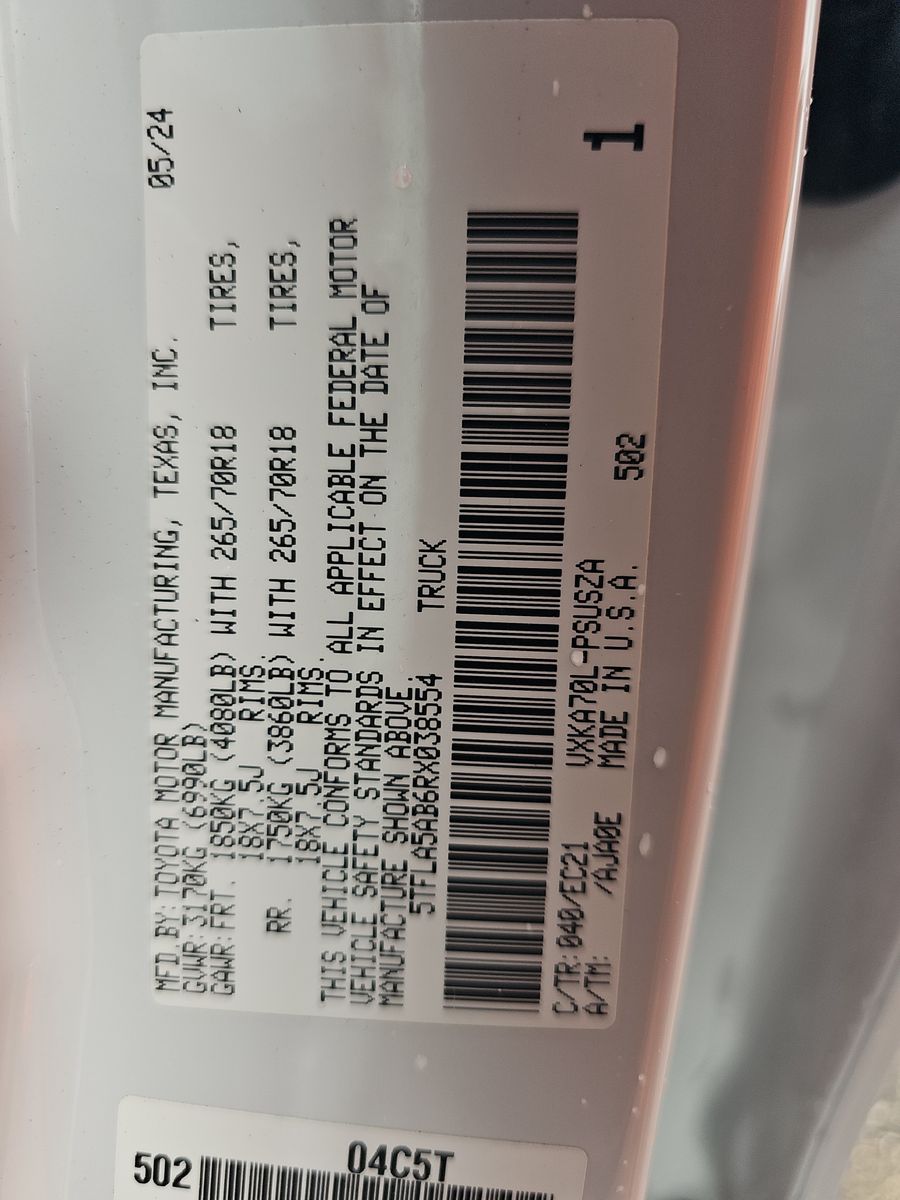 MFD. BY: TOYOTA MOTOR MANUFACTURING, TEXAS, INC. 05/24
GVWR: 3170KG (6990LB)
GAWR: FRT. 1850KG (4080LB) WITH 265/70R18 TIRES,
18X7.5J RIMS.
RR. 1750KG (3860LB) WITH 265/70R18 TIRES,
18X7.5J RIMS.
THIS VEHICLE CONFORMS TO ALL APPLICABLE FEDERAL MOTOR
VEHICLE SAFETY STANDARDS IN EFFECT ON THE DATE OF
MANUFACTURE SHOWN ABOVE.
5TFLA5AB6RX038554 TRUCK
C/TR: 040/EC21 VXKA70L-PSUSZA 1
A/TM: /AJA0E MADE IN U.S.A. 502
502 04C5T